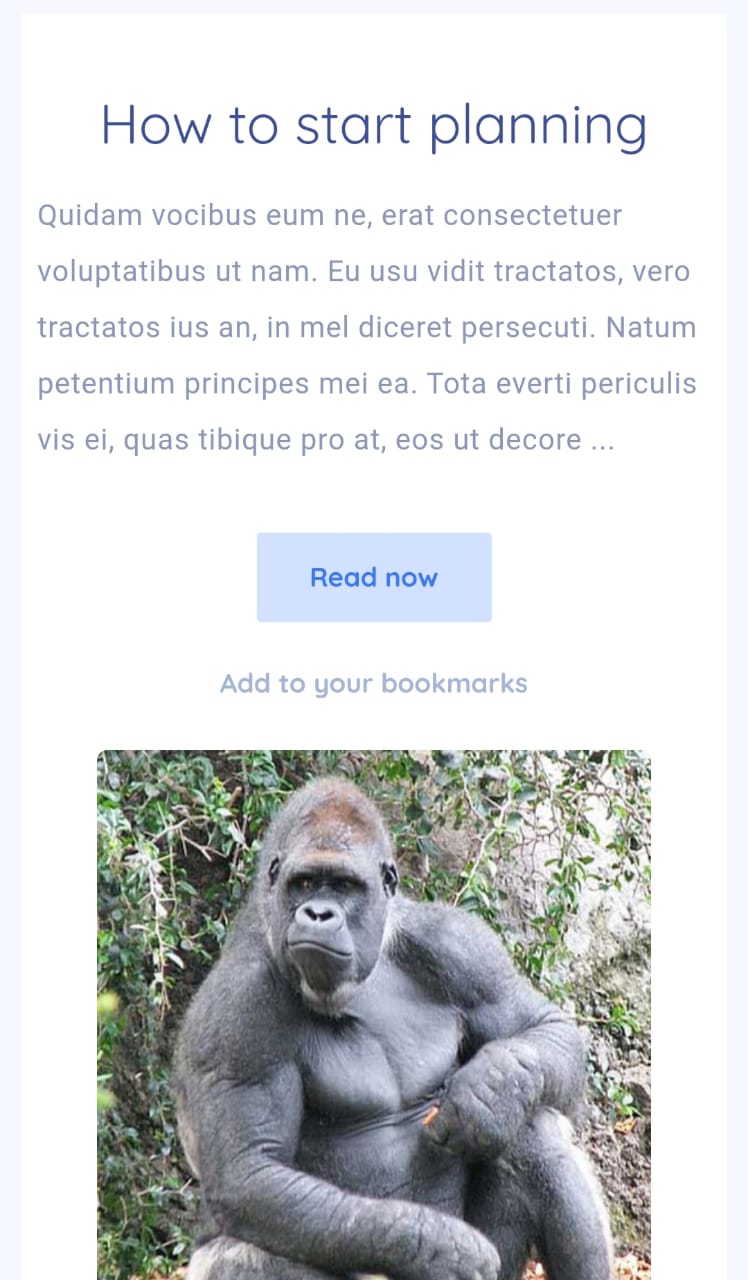 How to start planning
Quidam vocibus eum ne, erat consectetuer
voluptatibus ut nam. Eu usu vidit tractatos, vero
tractatos ius an, in mel diceret persecuti. Natum
petentium principes mei ea. Tota everti periculis
vis ei, quas tibique pro at, eos ut decore ...
Read now
Add to your bookmarks